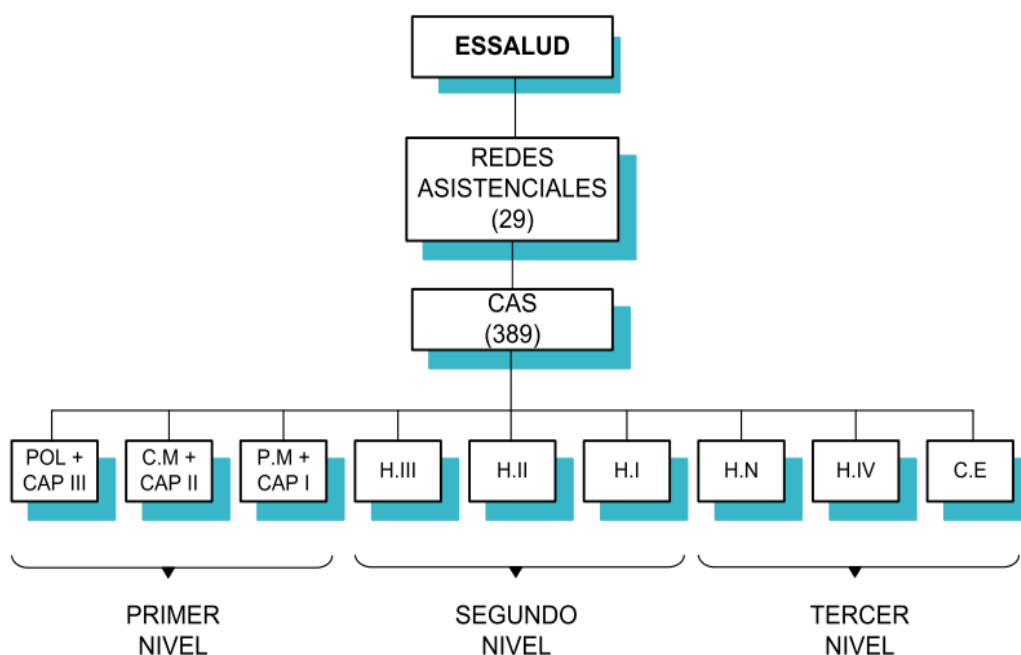 ESSALUD
REDES
ASISTENCIALES
(29)
CAS
(389)
POL +
CAP III
C.M +
CAP II
P.M +
CAP I
H.III
H.II
H.I
H.N
H.IV
C.E
PRIMER
NIVEL
SEGUNDO
NIVEL
TERCER
NIVEL